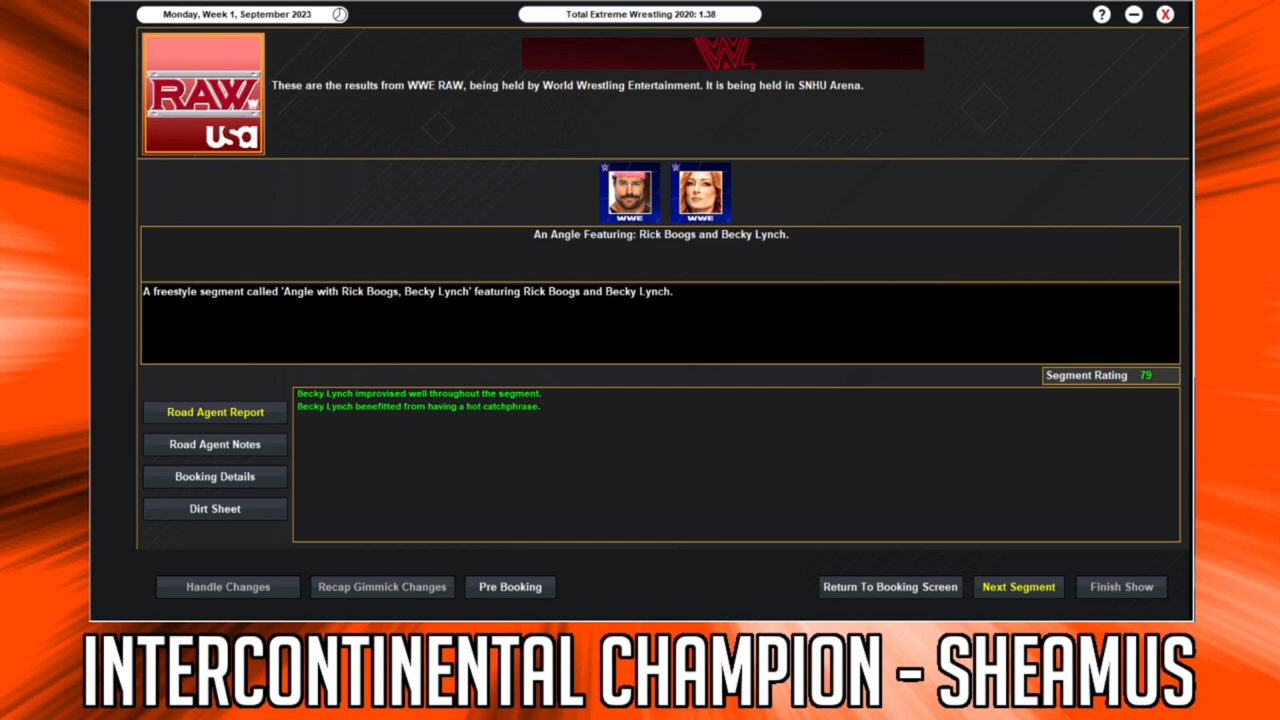 Monday, Week 1, September 2023
Total Extreme Wrestling 2020: 1.38
? – X
RAW
usa
These are the results from WWE RAW, being held by World Wrestling Entertainment. It is being held in SNHU Arena.
WWE WWE
An Angle Featuring: Rick Boogs and Becky Lynch.
A freestyle segment called 'Angle with Rick Boogs, Becky Lynch' featuring Rick Boogs and Becky Lynch.
Segment Rating 79
Becky Lynch improvised well throughout the segment.
Becky Lynch benefitted from having a hot catchphrase.
Road Agent Report
Road Agent Notes
Booking Details
Dirt Sheet
Handle Changes Recap Gimmick Changes Pre Booking Return To Booking Screen Next Segment Finish Show
INTERCONTINENTAL CHAMPION - SHEAMUS